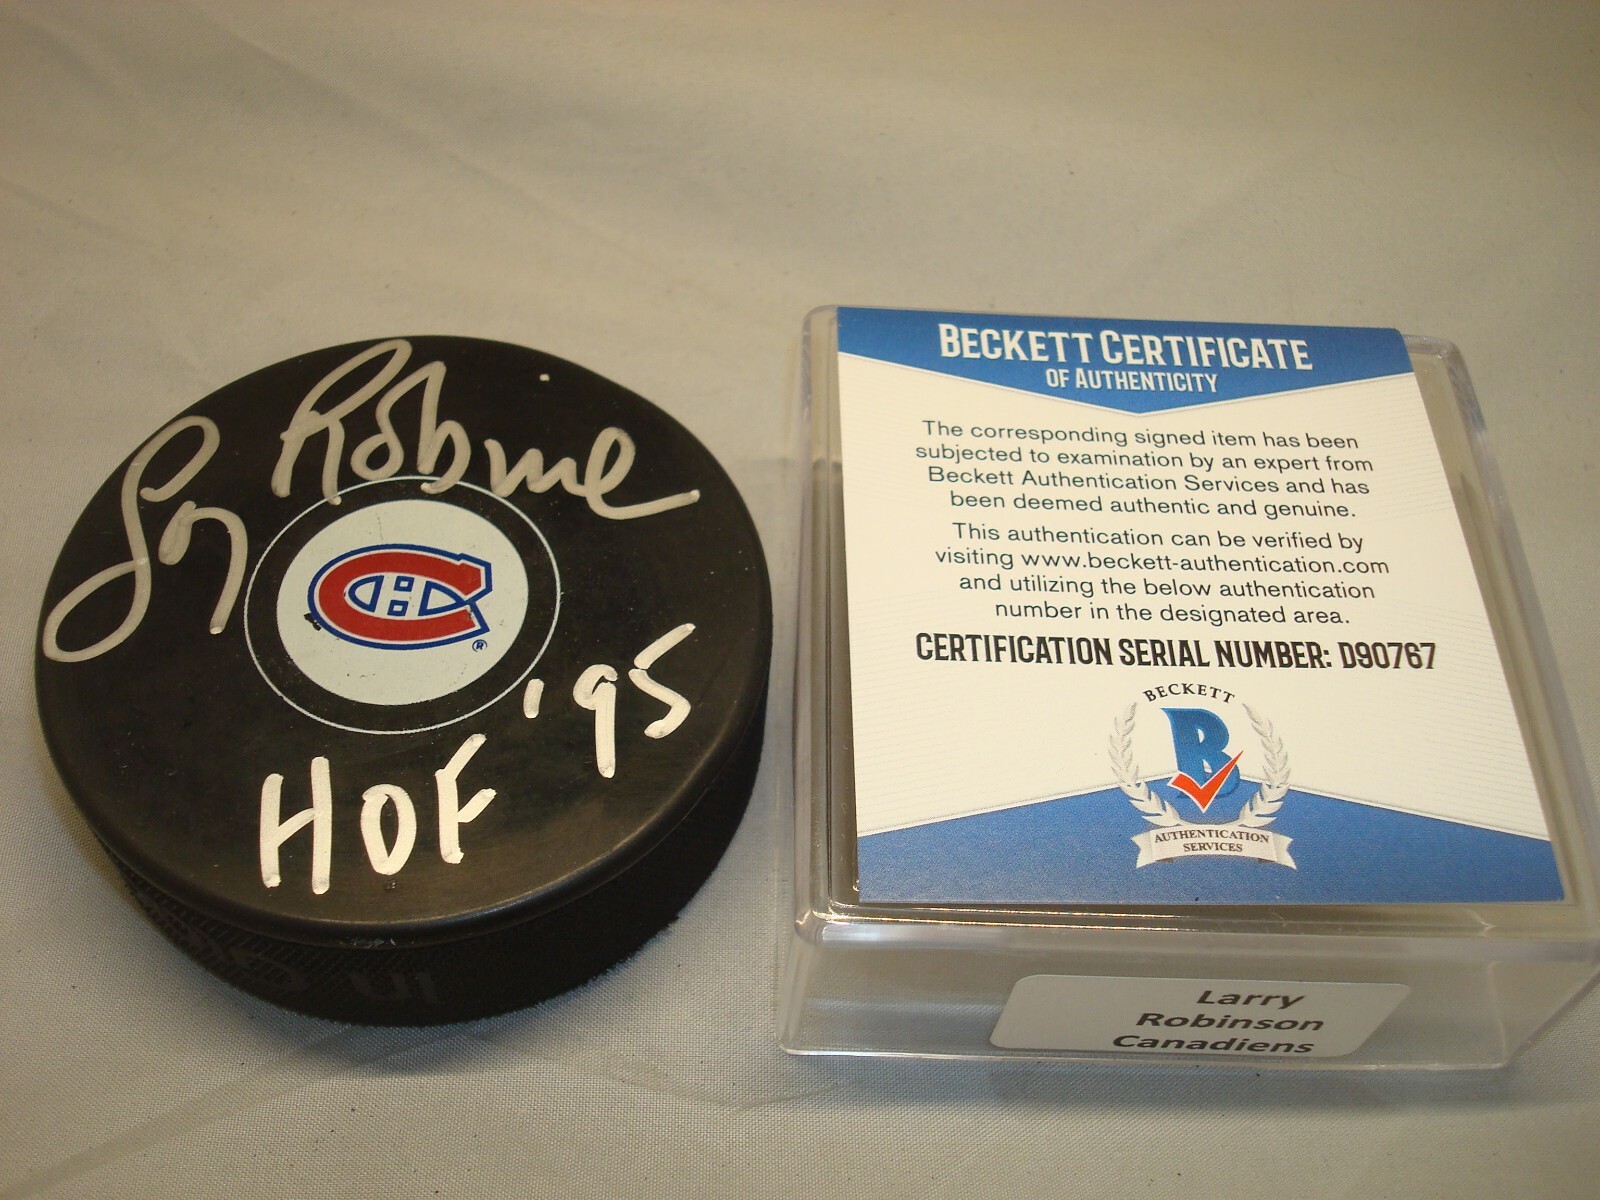 Larry Robinson
HOF '95
®
BECKETT CERTIFICATE
OF AUTHENTICITY
The corresponding signed item has been
subjected to examination by an expert from
Beckett Authentication Services and has
been deemed authentic and genuine.
This authentication can be verified by
visiting www.beckett-authentication.com
and utilizing the below authentication
number in the designated area.
CERTIFICATION SERIAL NUMBER: D90767
BECKETT
B
AUTHENTICATION
SERVICES
Larry
Robinson
Canadiens